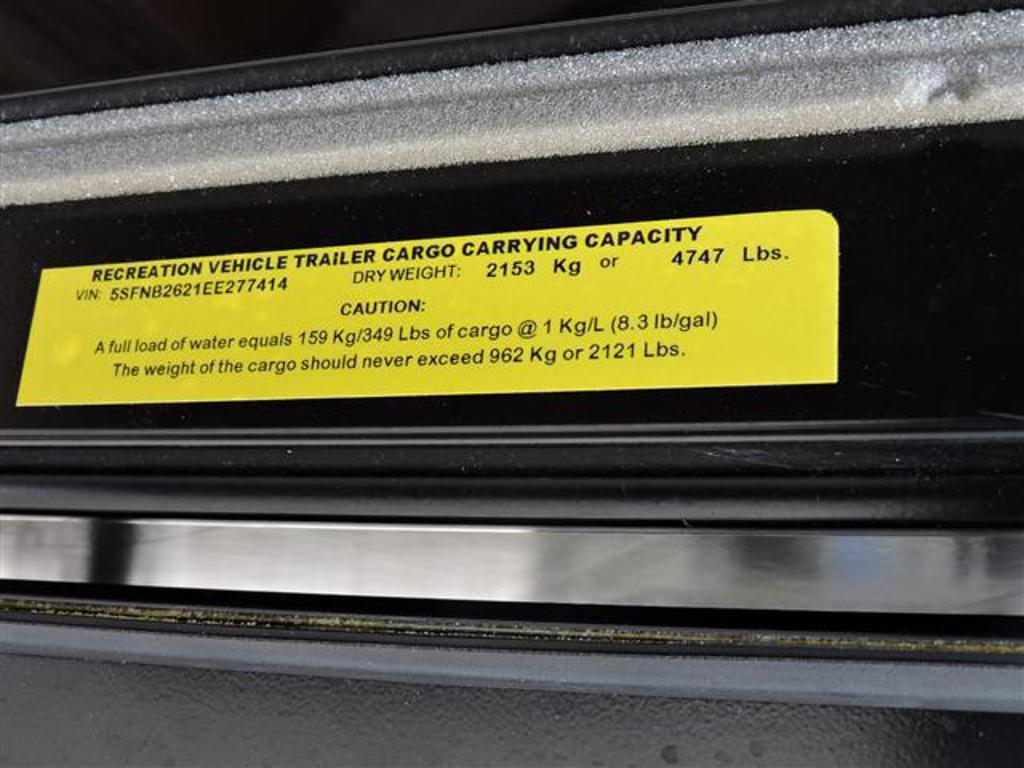 RECREATION VEHICLE TRAILER CARGO CARRYING CAPACITY
VIN: 5SFNB2621EE277414 DRY WEIGHT: 2153 Kg or 4747 Lbs.
CAUTION:
A full load of water equals 159 Kg/349 Lbs of cargo @ 1 Kg/L (8.3 lb/gal)
The weight of the cargo should never exceed 962 Kg or 2121 Lbs.